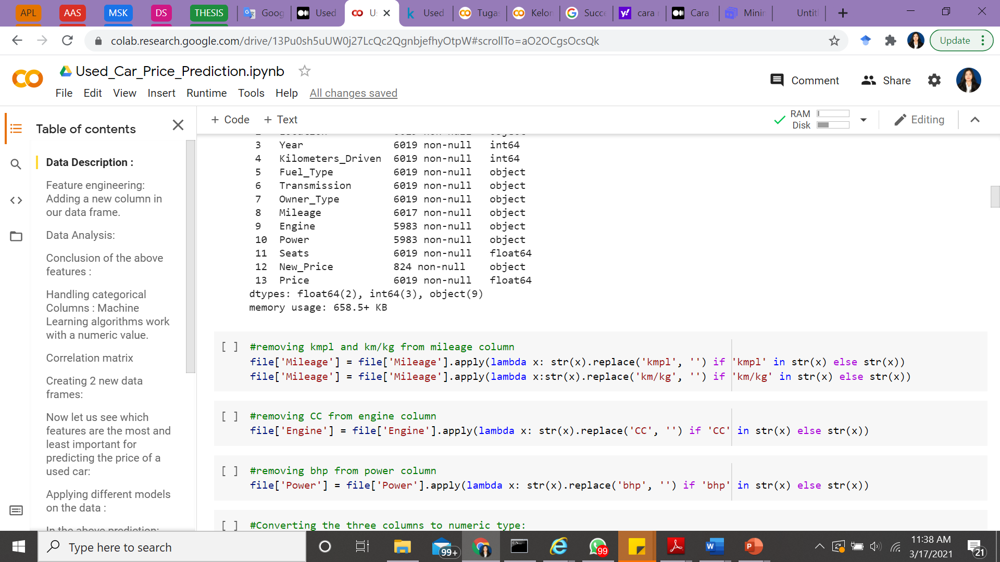 APL
AAS
MSK
DS
THESIS
Goog
Used
U
Used
Tuga
Kelon
Succe
cara
Cara
Minir
Untitl
colab.research.google.com/drive/13Pu0sh5uUW0j27LcQc2QgnbjefhyOtpW#scrollTo=aO2OCgsOcsQk
Update
Used_Car_Price_Prediction.ipynb
File Edit View Insert Runtime Tools Help All changes saved
Comment
Share
Table of contents
+ Code + Text
RAM
Disk
Editing
Data Description :
Feature engineering:
Adding a new column in
our data frame.
Data Analysis:
Conclusion of the above
features :
Handling categorical
Columns : Machine
Learning algorithms work
with a numeric value.
Correlation matrix
Creating 2 new data
frames:
Now let us see which
features are the most and
least important for
predicting the price of a
used car:
Applying different models
on the data :
In the above prediction:
3 Year 6019 non-null int64
4 Kilometers_Driven 6019 non-null int64
5 Fuel_Type 6019 non-null object
6 Transmission 6019 non-null object
7 Owner_Type 6019 non-null object
8 Mileage 6017 non-null object
9 Engine 5983 non-null object
10 Power 5983 non-null object
11 Seats 6019 non-null float64
12 New_Price 824 non-null object
13 Price 6019 non-null float64
dtypes: float64(2), int64(3), object(9)
memory usage: 658.5+ KB
[ ] #removing kmpl and km/kg from mileage column
file['Mileage'] = file['Mileage'].apply(lambda x: str(x).replace('kmpl', '') if 'kmpl' in str(x) else str(x))
file['Mileage'] = file['Mileage'].apply(lambda x:str(x).replace('km/kg', '') if 'km/kg' in str(x) else str(x))
[ ] #removing CC from engine column
file['Engine'] = file['Engine'].apply(lambda x: str(x).replace('CC', '') if 'CC' in str(x) else str(x))
[ ] #removing bhp from power column
file['Power'] = file['Power'].apply(lambda x: str(x).replace('bhp', '') if 'bhp' in str(x) else str(x))
[ ] #Converting the three columns to numeric type:
Type here to search
99+
99
11:38 AM
3/17/2021
21